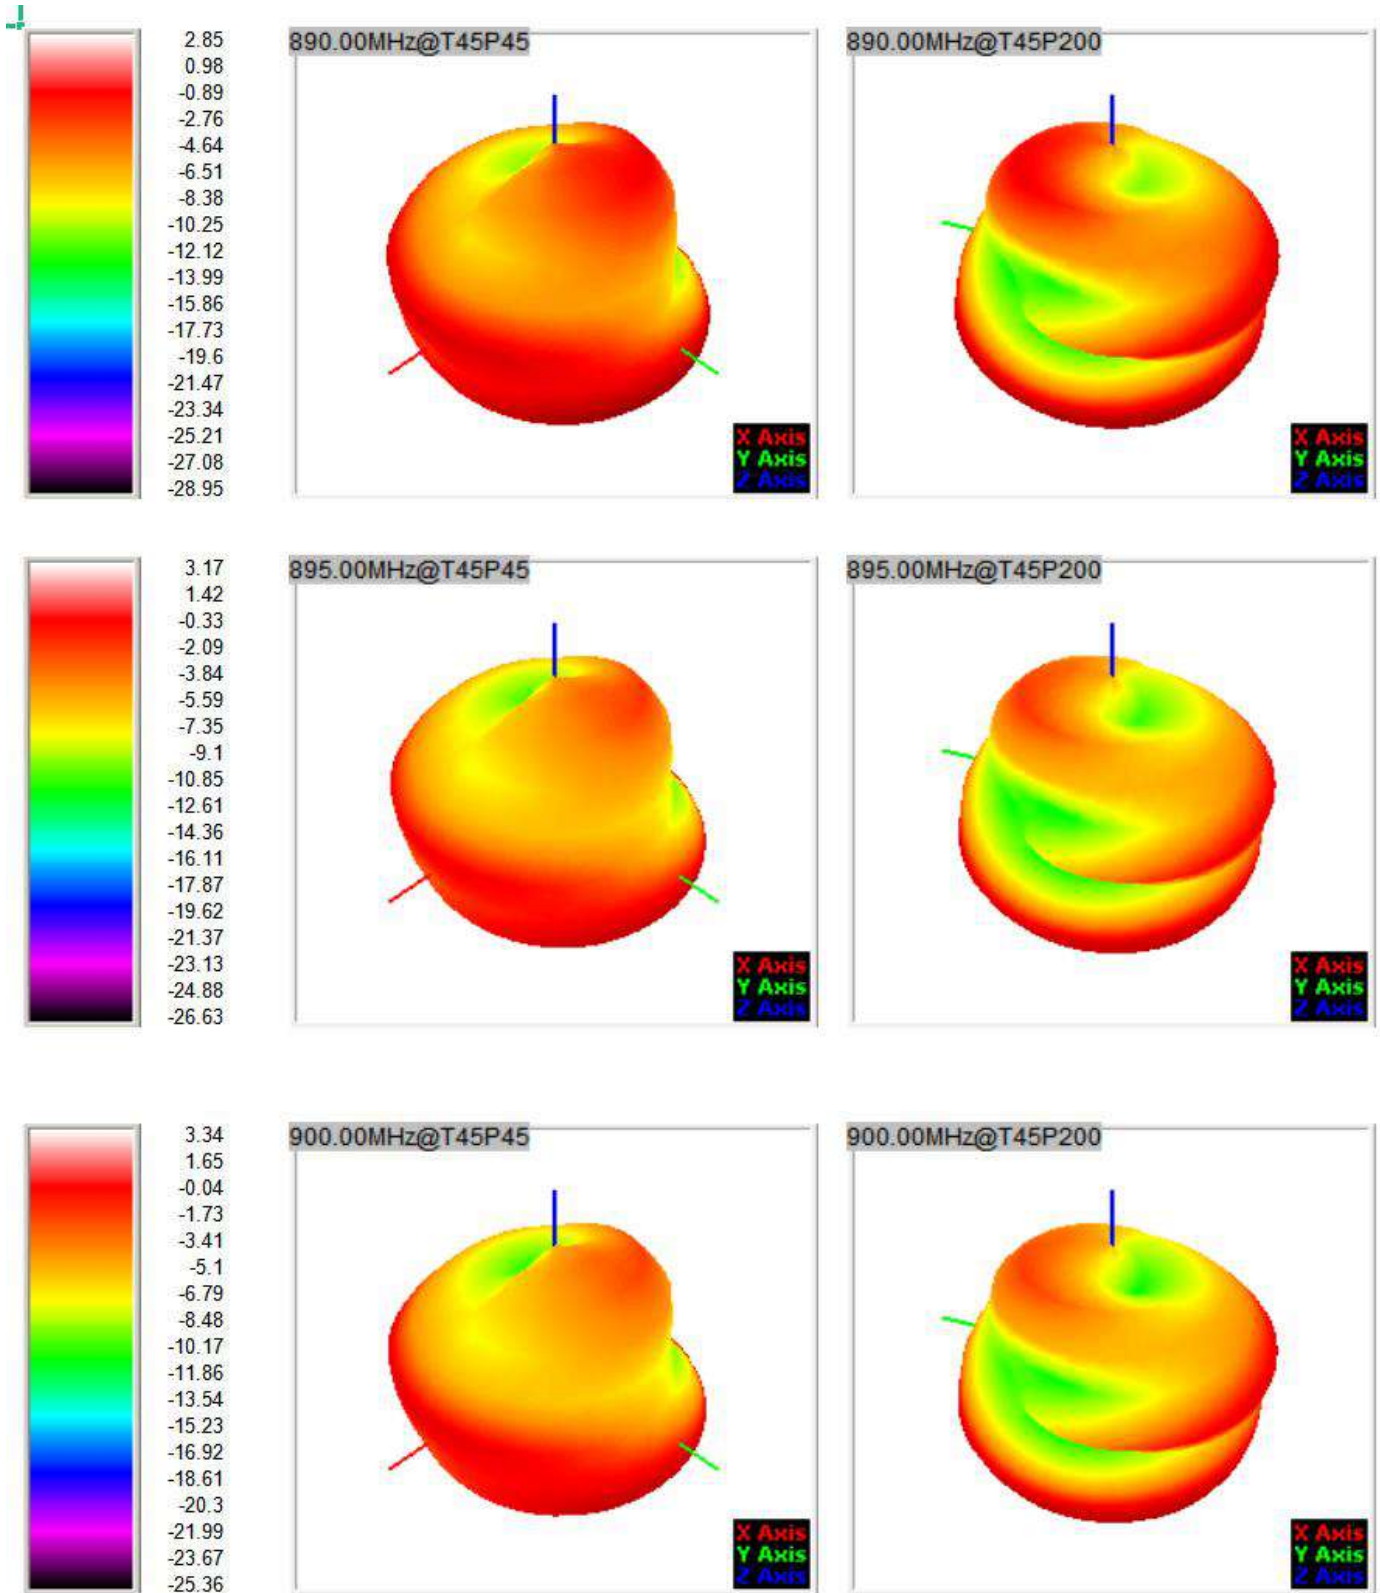 2.85
0.98
-0.89
-2.76
-4.64
-6.51
-8.38
-10.25
-12.12
-13.99
-15.86
-17.73
-19.6
-21.47
-23.34
-25.21
-27.08
-28.95
890.00MHz@T45P45
X Axis
Y Axis
Z Axis
890.00MHz@T45P200
X Axis
Y Axis
Z Axis
3.17
1.42
-0.33
-2.09
-3.84
-5.59
-7.35
-9.1
-10.85
-12.61
-14.36
-16.11
-17.87
-19.62
-21.37
-23.13
-24.88
-26.63
895.00MHz@T45P45
X Axis
Y Axis
Z Axis
895.00MHz@T45P200
X Axis
Y Axis
Z Axis
3.34
1.65
-0.04
-1.73
-3.41
-5.1
-6.79
-8.48
-10.17
-11.86
-13.54
-15.23
-16.92
-18.61
-20.3
-21.99
-23.67
-25.36
900.00MHz@T45P45
X Axis
Y Axis
Z Axis
900.00MHz@T45P200
X Axis
Y Axis
Z Axis